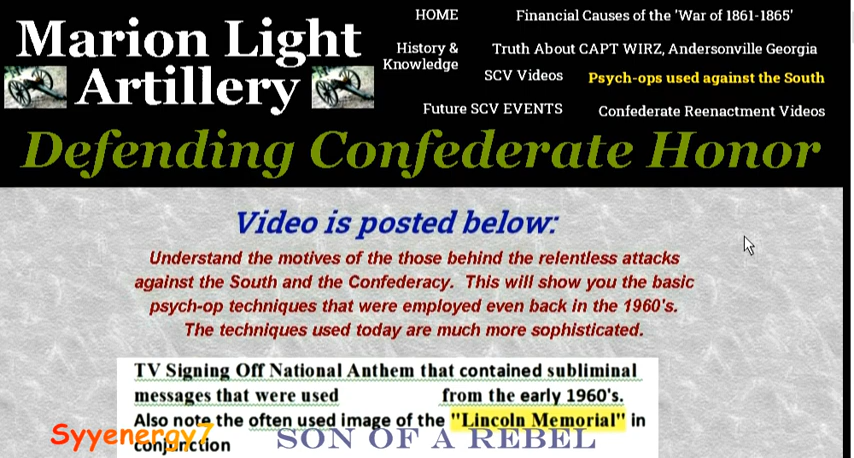 Marion Light
Artillery
HOME
Financial Causes of the 'War of 1861-1865'
History &
Knowledge
Truth About CAPT WIRZ, Andersonville Georgia
SCV Videos
Psych-ops used against the South
Future SCV EVENTS
Confederate Reenactment Videos
Defending Confederate Honor
Video is posted below:
Understand the motives of the those behind the relentless attacks
against the South and the Confederacy. This will show you the basic
psych-op techniques that were employed even back in the 1960's.
The techniques used today are much more sophisticated.
TV Signing Off National Anthem that contained subliminal
messages that were used from the early 1960's.
Also note the often used image of the "Lincoln Memorial" in
conjunction
Syyenergy7
SON OF A REBEL